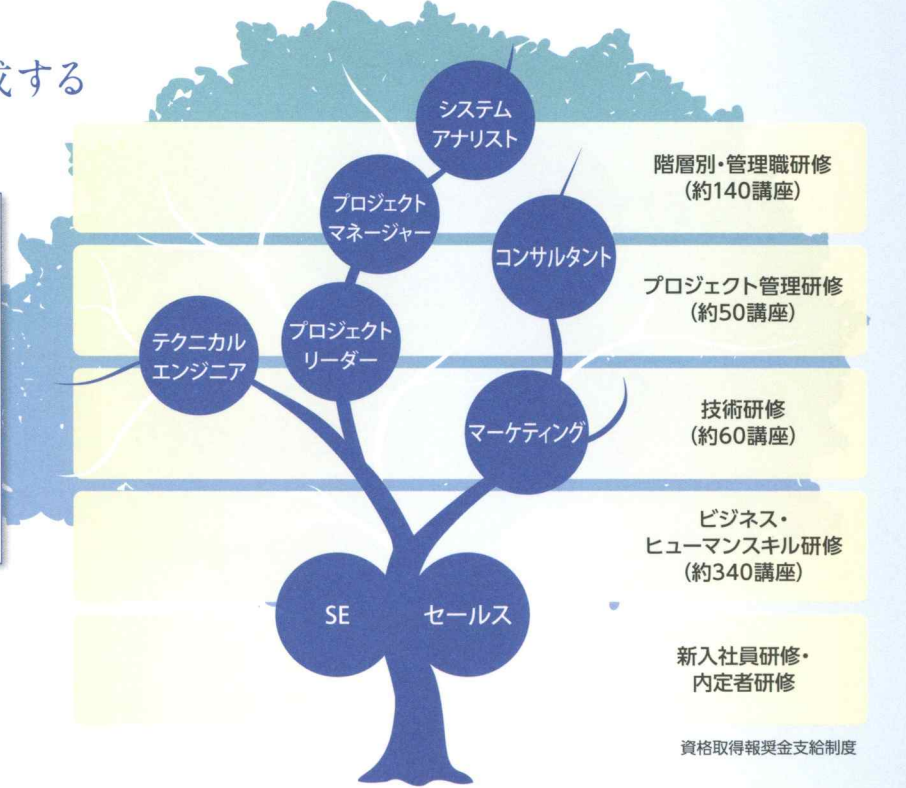 する
システム
アナリスト
階層別・管理職研修
(約140講座)
プロジェクト
マネージャー
コンサルタント
プロジェクト管理研修
(約50講座)
テクニカル
エンジニア
プロジェクト
リーダー
技術研修
(約60講座)
マーケティング
ビジネス・
ヒューマンスキル研修
(約340講座)
SE
セールス
新入社員研修・
内定者研修
資格取得報奨金支給制度